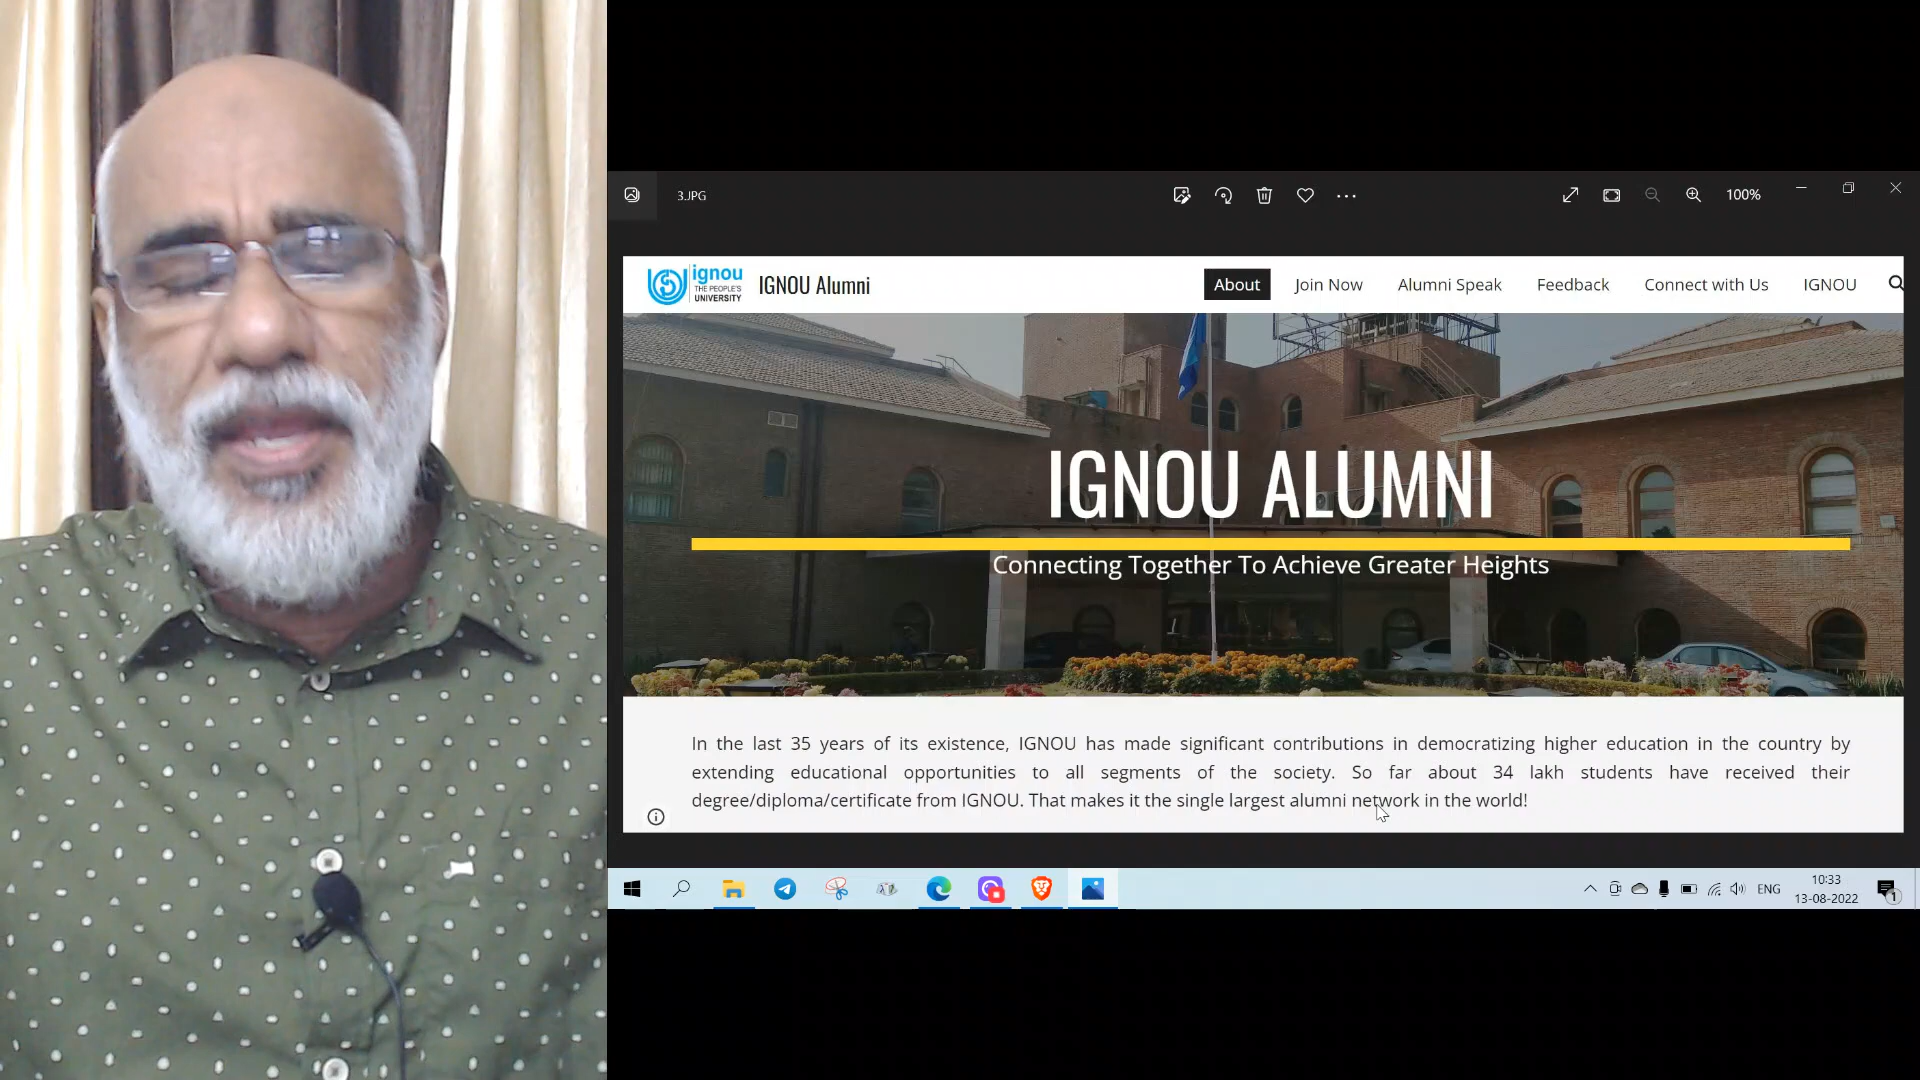 3.JPG
100%
ignou
THE PEOPLE'S
UNIVERSITY
IGNOU Alumni
About
Join Now
Alumni Speak
Feedback
Connect with Us
IGNOU
IGNOU ALUMNI
Connecting Together To Achieve Greater Heights
In the last 35 years of its existence, IGNOU has made significant contributions in democratizing higher education in the country by
extending educational opportunities to all segments of the society. So far about 34 lakh students have received their
degree/diploma/certificate from IGNOU. That makes it the single largest alumni network in the world!
ENG
10:33
13-08-2022
1